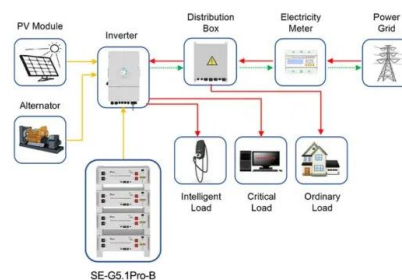 PV Module
Inverter
Distribution
Box
Electricity
Meter
Power
Grid
Alternator
Intelligent
Load
Critical
Load
Ordinary
Load
SE-G5.1Pro-B